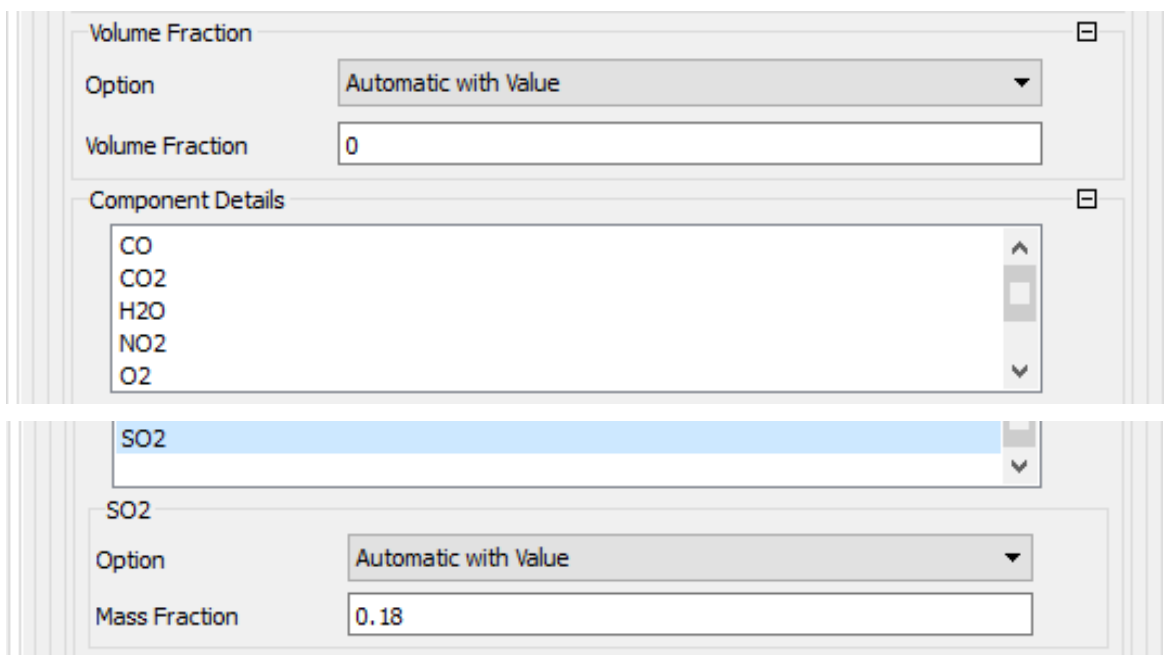 Volume Fraction
Option Automatic with Value
Volume Fraction 0
Component Details
CO
CO2
H2O
NO2
O2
SO2
SO2
Option Automatic with Value
Mass Fraction 0.18